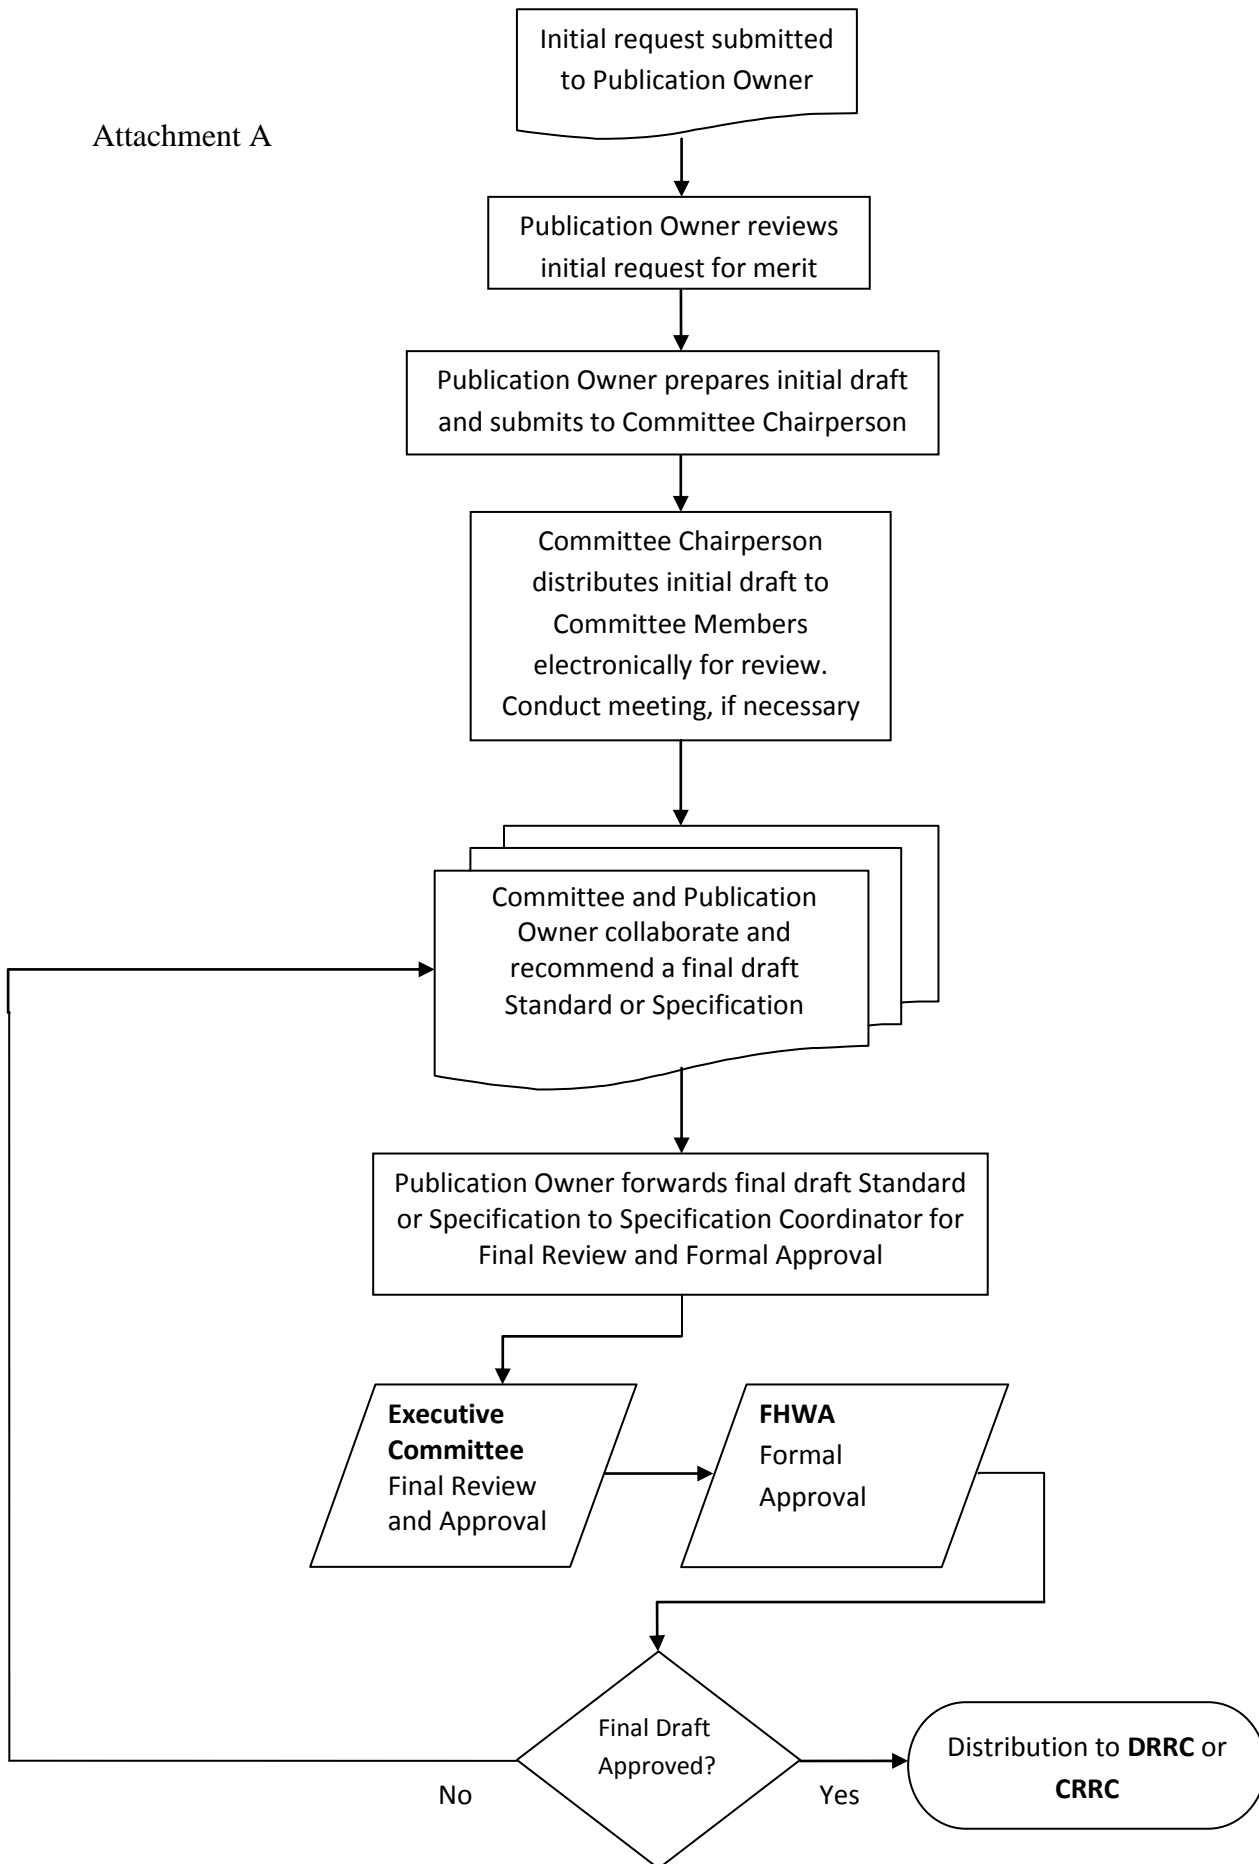 Initial request submitted
to Publication Owner
Attachment A
Publication Owner reviews
initial request for merit
Publication Owner prepares initial draft
and submits to Committee Chairperson
Committee Chairperson
distributes initial draft to
Committee Members
electronically for review.
Conduct meeting, if necessary
Committee and Publication
Owner collaborate and
recommend a final draft
Standard or Specification
Publication Owner forwards final draft Standard
or Specification to Specification Coordinator for
Final Review and Formal Approval
Executive
Committee
Final Review
and Approval
FHWA
Formal
Approval
Final Draft
Approved?
No
Yes
Distribution to DRRC or
CRRC